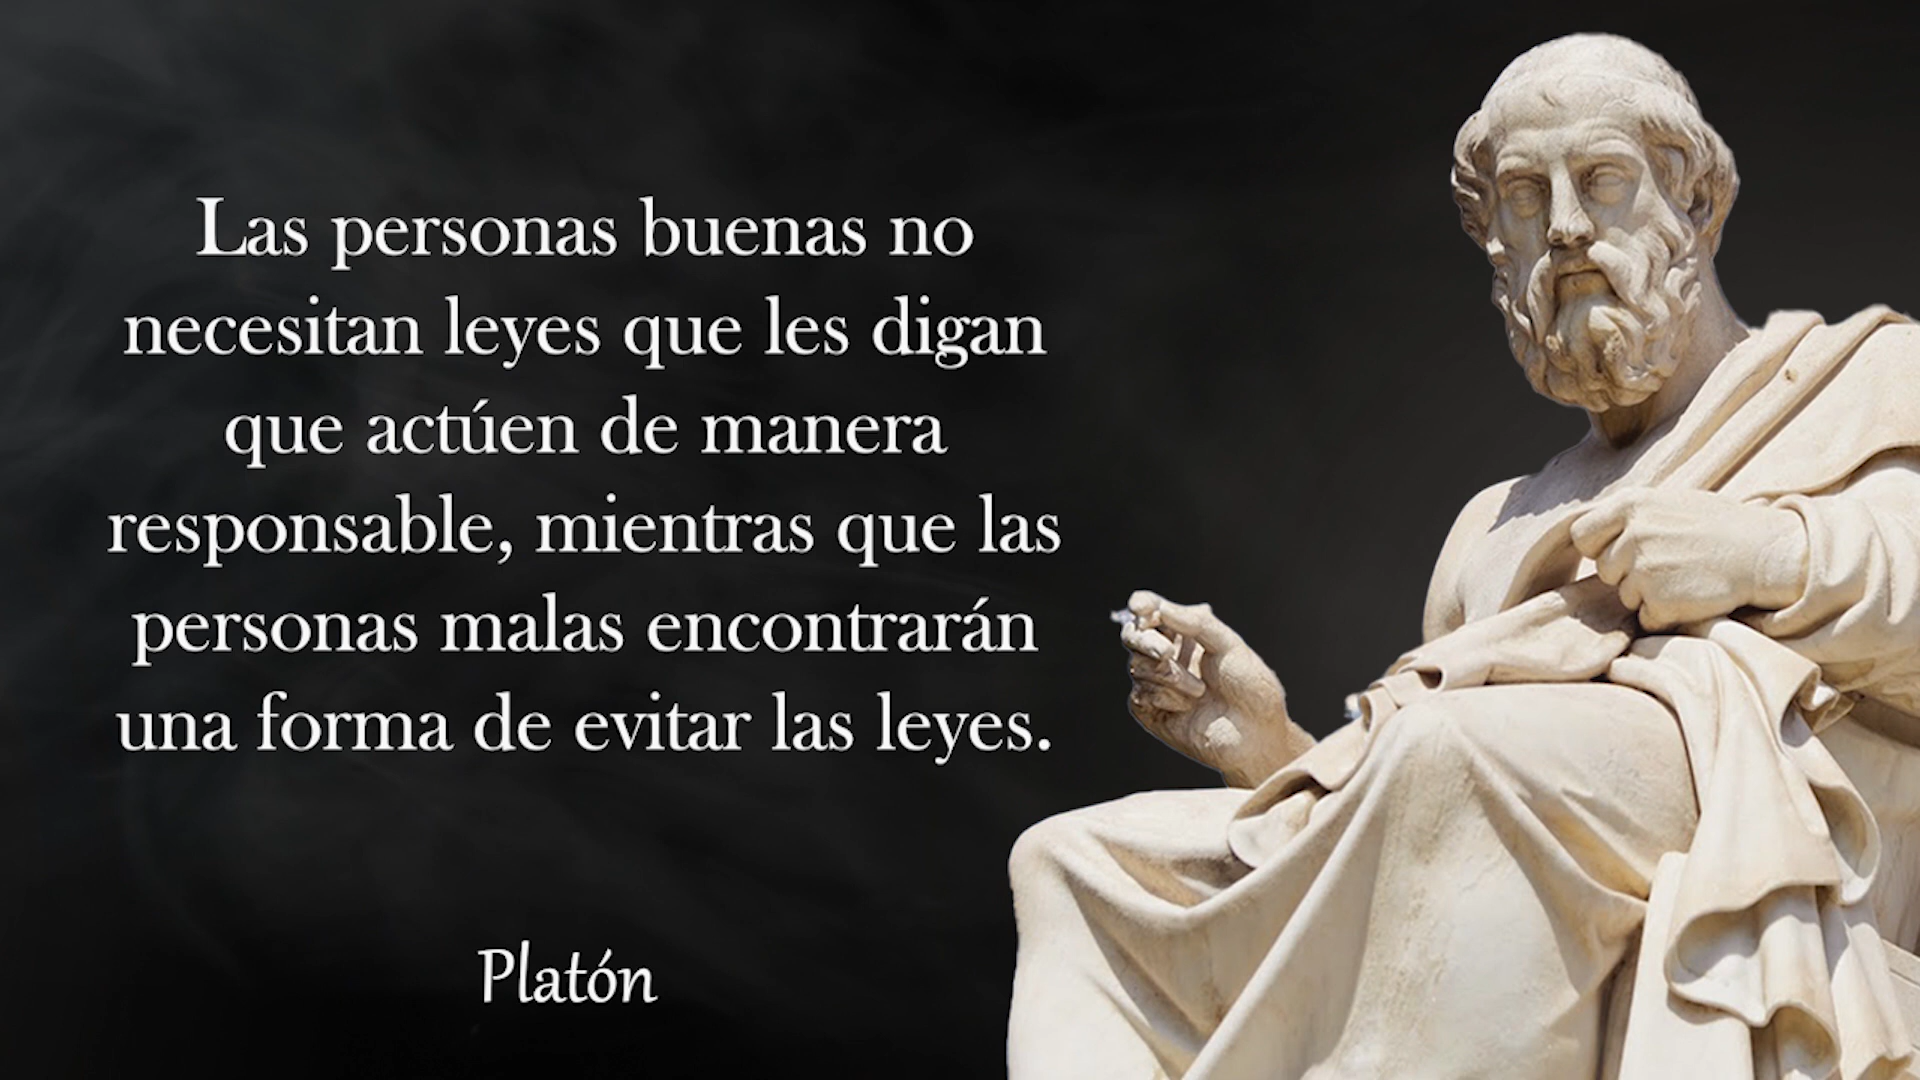 Las personas buenas no
necesitan leyes que les digan
que actúen de manera
responsable, mientras que las
personas malas encontrarán
una forma de evitar las leyes.
Platón